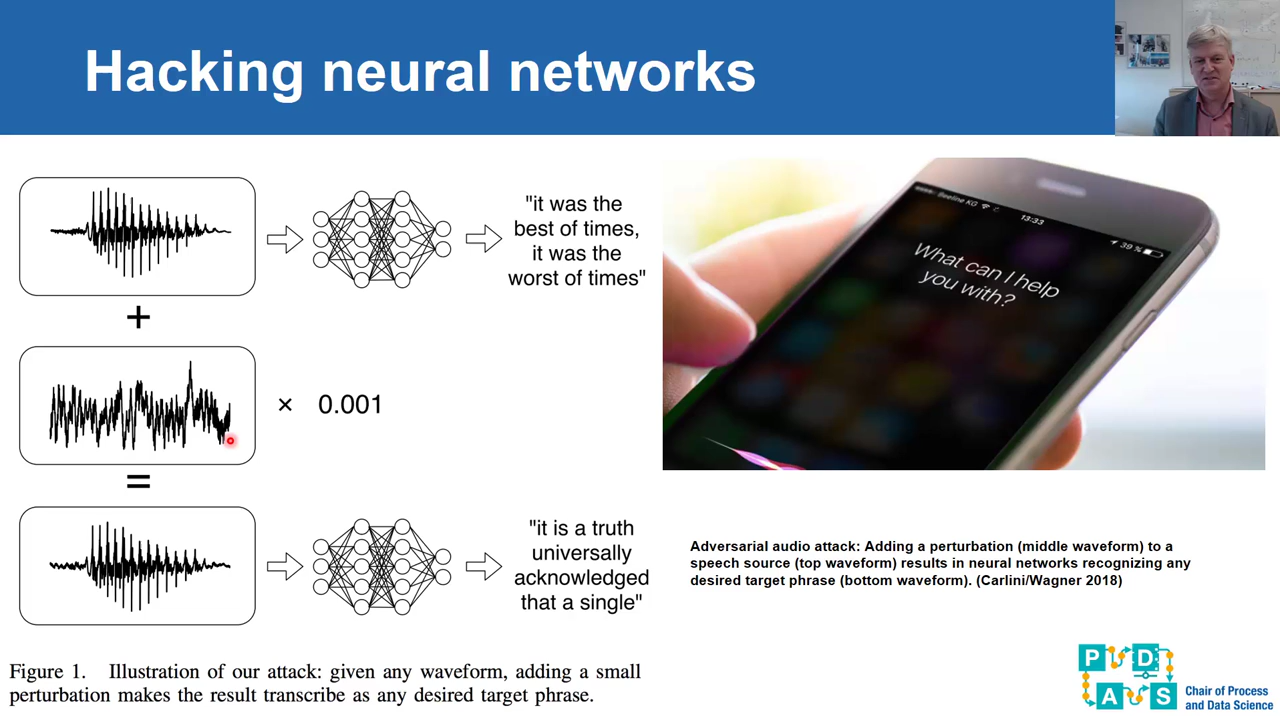 Hacking neural networks
"it was the
best of times,
it was the
worst of times"
+
× 0.001
=
"it is a truth
universally
acknowledged
that a single"
Figure 1. Illustration of our attack: given any waveform, adding a small
perturbation makes the result transcribe as any desired target phrase.
Beeline KG
13:33
39 %
What can I help
you with?
Adversarial audio attack: Adding a perturbation (middle waveform) to a
speech source (top waveform) results in neural networks recognizing any
desired target phrase (bottom waveform). (Carlini/Wagner 2018)
P D
A S
Chair of Process
and Data Science